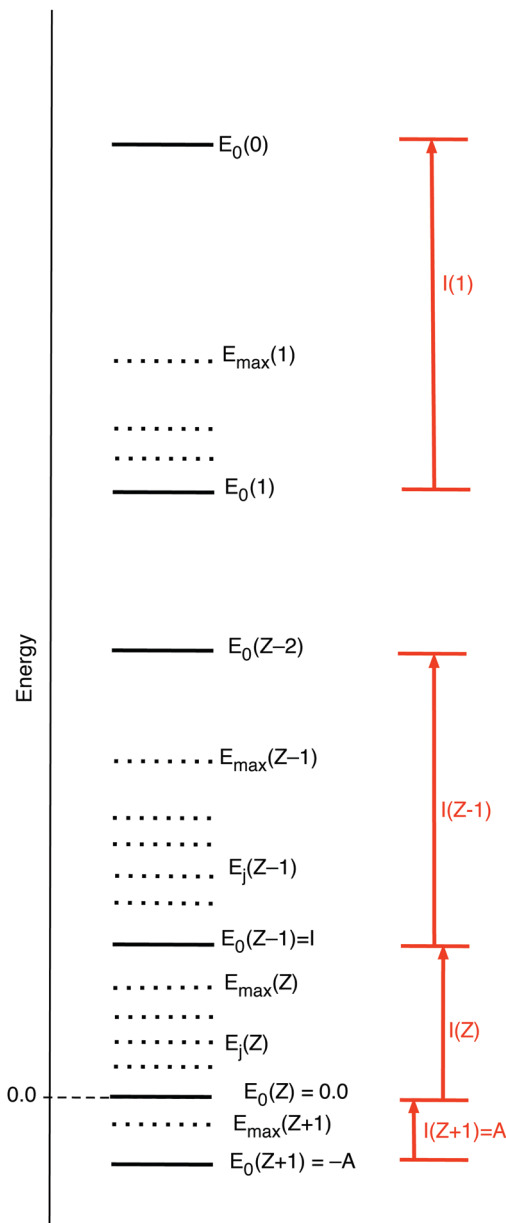 E₀(0)
I(1)
Eₘₐₓ(1)
E₀(1)
Energy
E₀(Z–2)
Eₘₐₓ(Z–1)
I(Z-1)
Eⱼ(Z–1)
E₀(Z–1)=I
Eₘₐₓ(Z)
I(Z)
Eⱼ(Z)
0.0
E₀(Z) = 0.0
Eₘₐₓ(Z+1)
I(Z+1)=A
E₀(Z+1) = –A